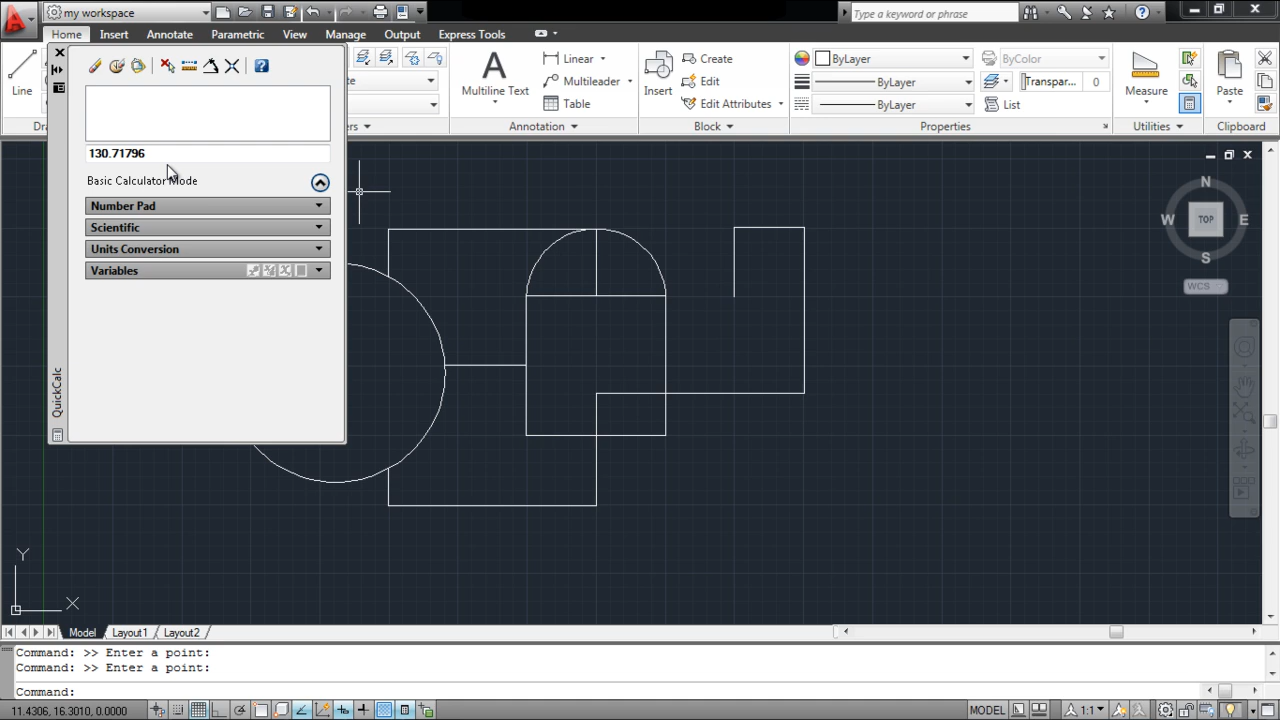 my workspace
Type a keyword or phrase
Home Insert Annotate Parametric View Manage Output Express Tools
Line
Multiline Text
Linear
Multileader
Table
Annotation
Insert
Create
Edit
Edit Attributes
Block
ByLayer
ByLayer
ByLayer
ByColor
Transpar... 0
List
Properties
Measure
Utilities
Paste
Clipboard
130.71796
Basic Calculator Mode
Number Pad
Scientific
Units Conversion
Variables
QuickCalc
N
W TOP E
S
WCS
Y
X
Model Layout1 Layout2
Command: >> Enter a point:
Command: >> Enter a point:
Command:
11.4306, 16.3010, 0.0000
MODEL
1:1